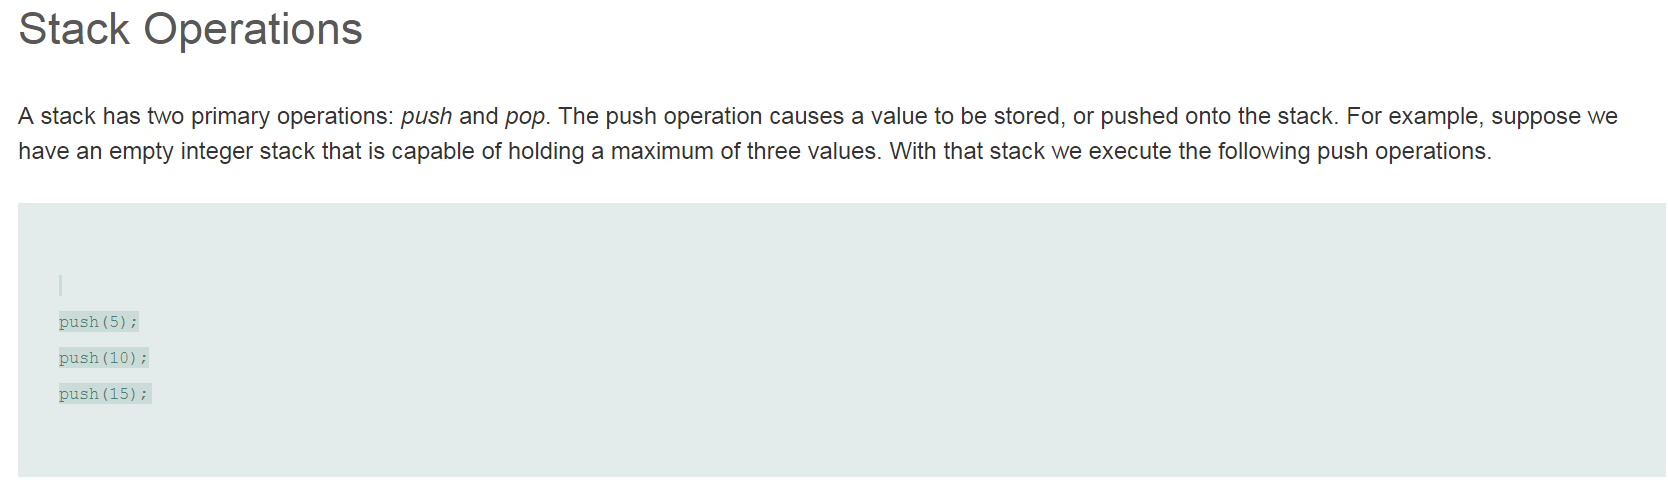 Stack Operations
A stack has two primary operations: push and pop. The push operation causes a value to be stored, or pushed onto the stack. For example, suppose we
have an empty integer stack that is capable of holding a maximum of three values. With that stack we execute the following push operations.
push(5);
push(10);
push(15);